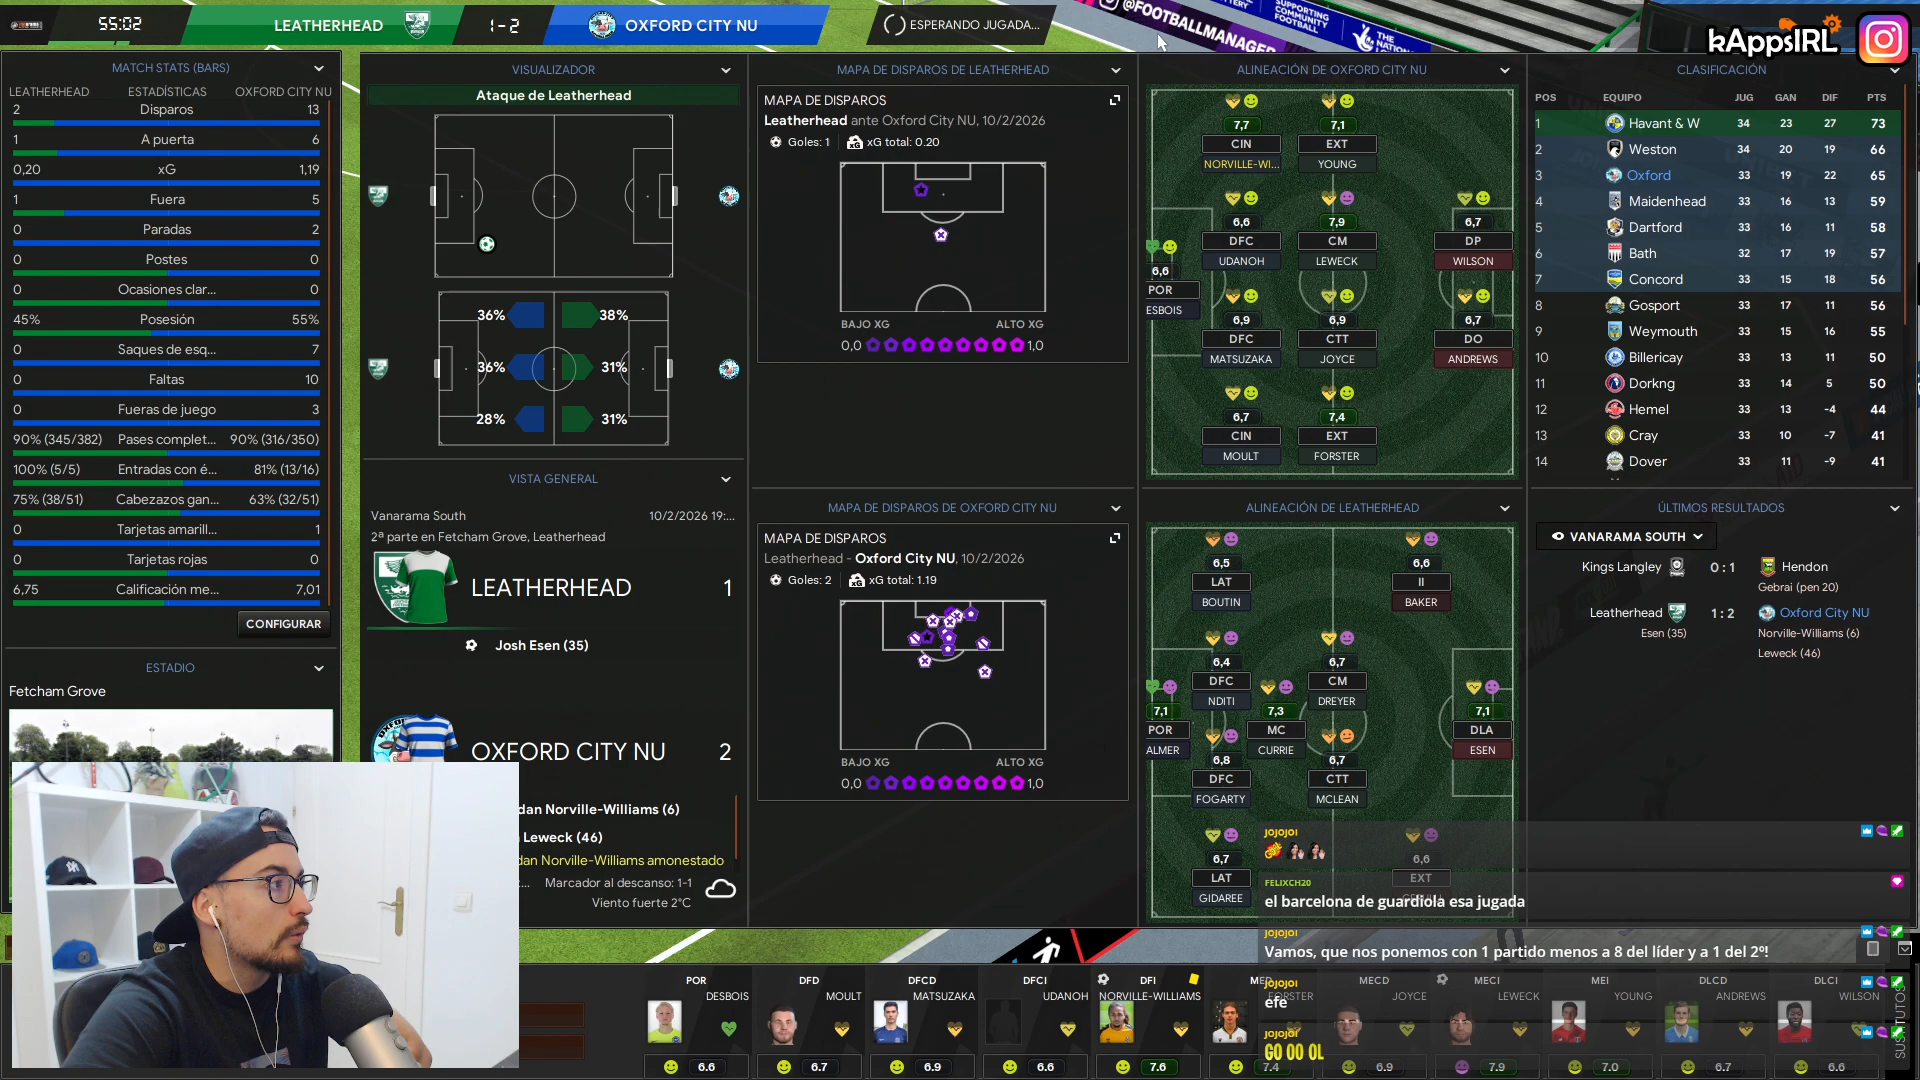 55:02
LEATHERHEAD
1-2
OXFORD CITY NU
ESPERANDO JUGADA...
@FOOTBALLMANAGER
SUPPORTING
COMMUNITY
FOOTBALL
THE
kAppsIRL
MATCH STATS (BARS)
LEATHERHEAD ESTADÍSTICAS OXFORD CITY NU
2 Disparos 13
1 A puerta 6
0,20 xG 1,19
1 Fuera 5
0 Paradas 2
0 Postes 0
0 Ocasiones clar... 0
45% Posesión 55%
0 Saques de esq... 7
0 Faltas 10
0 Fueras de juego 3
90% (345/382) Pases complet... 90% (316/350)
100% (5/5) Entradas con é... 81% (13/16)
75% (38/51) Cabezazos gan... 63% (32/51)
0 Tarjetas amarill... 1
0 Tarjetas rojas 0
6,75 Calificación me... 7,01
CONFIGURAR
ESTADIO
Fetcham Grove
VISUALIZADOR
Ataque de Leatherhead
36% 38%
36% 31%
28% 31%
VISTA GENERAL
Vanarama South 10/2/2026 19:...
2ª parte en Fetcham Grove, Leatherhead
LEATHERHEAD 1
Josh Esen (35)
OXFORD CITY NU 2
dan Norville-Williams (6)
Leweck (46)
dan Norville-Williams amonestado
Marcador al descanso: 1-1
Viento fuerte 2°C
MAPA DE DISPAROS DE LEATHERHEAD
MAPA DE DISPAROS
Leatherhead ante Oxford City NU, 10/2/2026
Goles: 1 xG total: 0.20
BAJO XG ALTO XG
0,0 1,0
MAPA DE DISPAROS DE OXFORD CITY NU
MAPA DE DISPAROS
Leatherhead - Oxford City NU, 10/2/2026
Goles: 2 xG total: 1.19
BAJO XG ALTO XG
0,0 1,0
ALINEACIÓN DE OXFORD CITY NU
7,7 7,1
CIN EXT
NORVILLE-WI... YOUNG
6,6 7,9 6,7
DFC CM DP
UDANOH LEWECK WILSON
6,6
POR
ESBOIS
6,9 6,9 6,7
DFC CTT DO
MATSUZAKA JOYCE ANDREWS
6,7 7,4
CIN EXT
MOULT FORSTER
ALINEACIÓN DE LEATHERHEAD
6,5 6,6
LAT II
BOUTIN BAKER
6,4 6,7
DFC CM
NDITI DREYER
7,1 7,3 7,1
POR MC DLA
ALMER CURRIE ESEN
6,8 6,7
DFC CTT
FOGARTY MCLEAN
6,7 6,6
LAT EXT
GIDAREE
CLASIFICACIÓN
POS EQUIPO JUG GAN DIF PTS
1 Havant & W 34 23 27 73
2 Weston 34 20 19 66
3 Oxford 33 19 22 65
4 Maidenhead 33 16 13 59
5 Dartford 33 16 11 58
6 Bath 32 17 19 57
7 Concord 33 15 18 56
8 Gosport 33 17 11 56
9 Weymouth 33 15 16 55
10 Billericay 33 13 11 50
11 Dorkng 33 14 5 50
12 Hemel 33 13 -4 44
13 Cray 33 10 -7 41
14 Dover 33 11 -9 41
ÚLTIMOS RESULTADOS
VANARAMA SOUTH
Kings Langley 0 : 1 Hendon
Gebrai (pen 20)
Leatherhead 1 : 2 Oxford City NU
Esen (35) Norville-Williams (6)
Leweck (46)
jojojoi
FELIXCH20
el barcelona de guardiola esa jugada
jojojoi
Vamos, que nos ponemos con 1 partido menos a 8 del líder y a 1 del 2º!
jojojoi
efe
jojojoi
GO OO OL
POR DFD DFCD DFCI DFI MED MECD MECI MEI DLCD DLCI
DESBOIS MOULT MATSUZAKA UDANOH NORVILLE-WILLIAMS FORSTER JOYCE LEWECK YOUNG ANDREWS WILSON
6.6 6.7 6.9 6.6 7.6 7.4 6.9 7.9 7.0 6.7 6.6
SUSTITUTOS